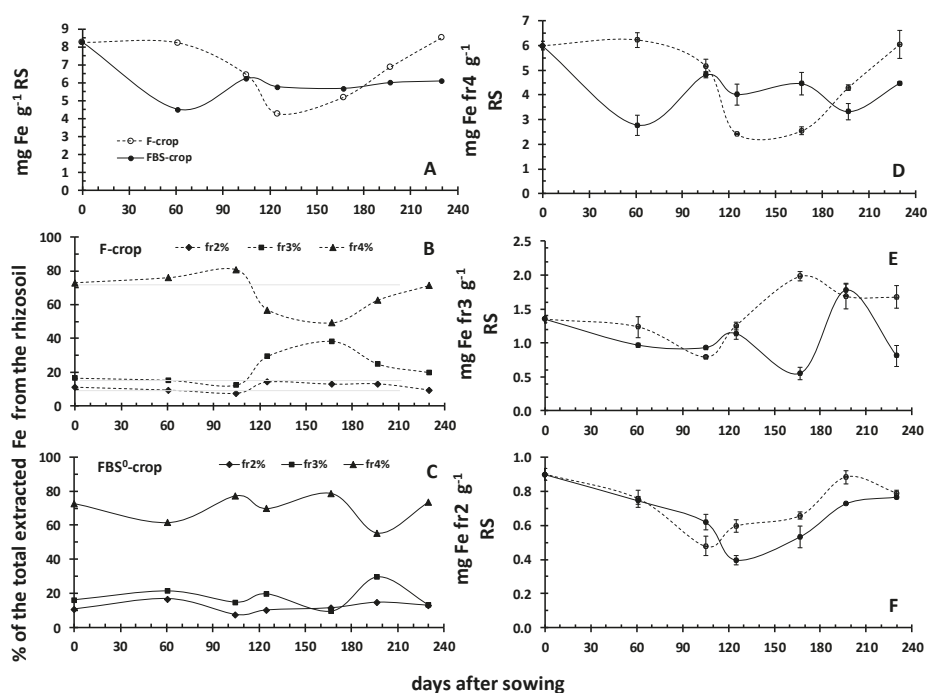 mg Fe g⁻¹ RS
9
8
7
6
5
4
3
2
1
0
F-crop
FBS-crop
A
0 30 60 90 120 150 180 210 240
mg Fe fr4 g⁻¹
RS
7
6
5
4
3
2
1
0
D
0 30 60 90 120 150 180 210 240
% of the total extracted Fe from the rhizosoil
F-crop
fr2% fr3% fr4%
B
100
80
60
40
20
0
0 30 60 90 120 150 180 210 240
mg Fe fr3 g⁻¹
RS
2.5
2.0
1.5
1.0
0.5
0.0
E
0 30 60 90 120 150 180 210 240
FBS⁰-crop
fr2% fr3% fr4%
C
100
80
60
40
20
0
0 30 60 90 120 150 180 210 240
mg Fe fr2 g⁻¹
RS
1.0
0.8
0.6
0.4
0.2
0.0
F
0 30 60 90 120 150 180 210 240
days after sowing